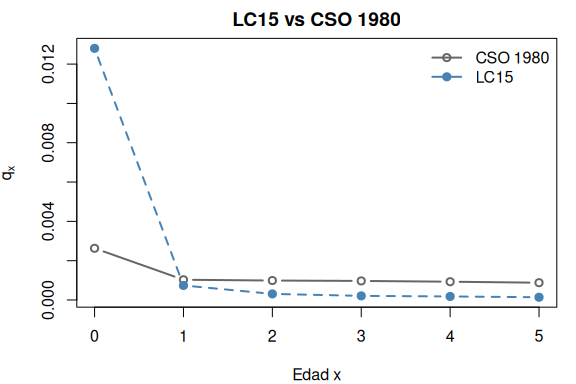 LC15 vs CSO 1980
CSO 1980
LC15
qx
0.012
0.008
0.004
0.000
0 1 2 3 4 5
Edad x